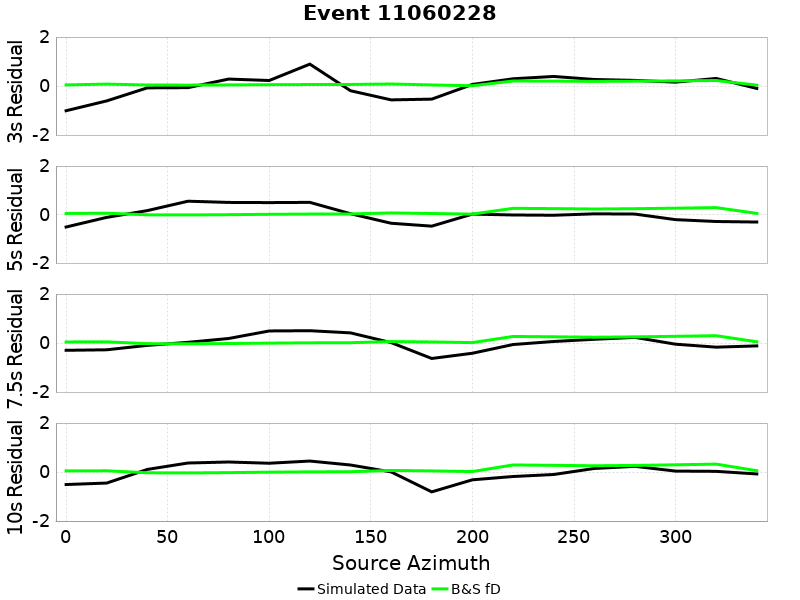 Event 11060228
3s Residual
2
0
-2
5s Residual
2
0
-2
7.5s Residual
2
0
-2
10s Residual
2
0
-2
0 50 100 150 200 250 300
Source Azimuth
Simulated Data B&S fD